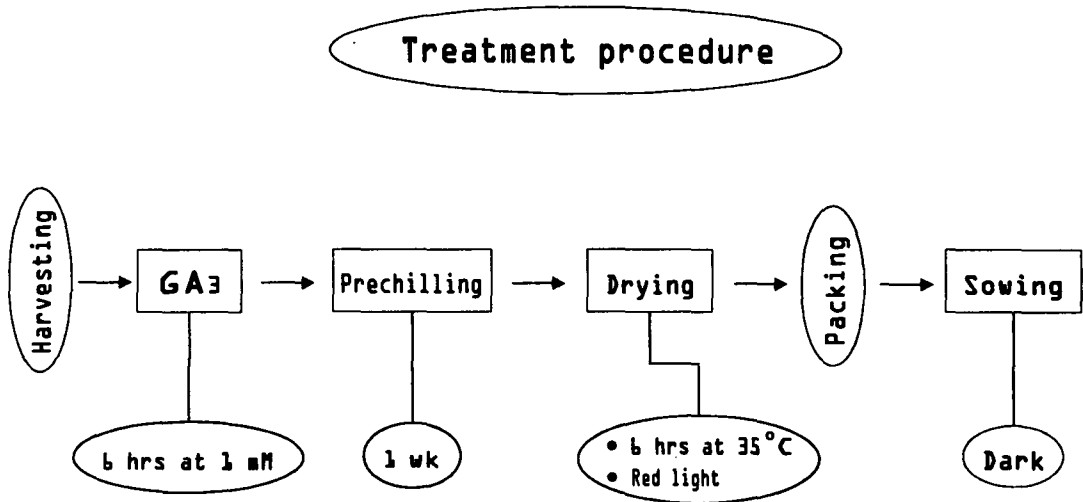 Treatment procedure
Harvesting
GA3
Prechilling
Drying
Packing
Sowing
6 hrs at 1 mM
1 wk
• 6 hrs at 35°C
• Red light
Dark